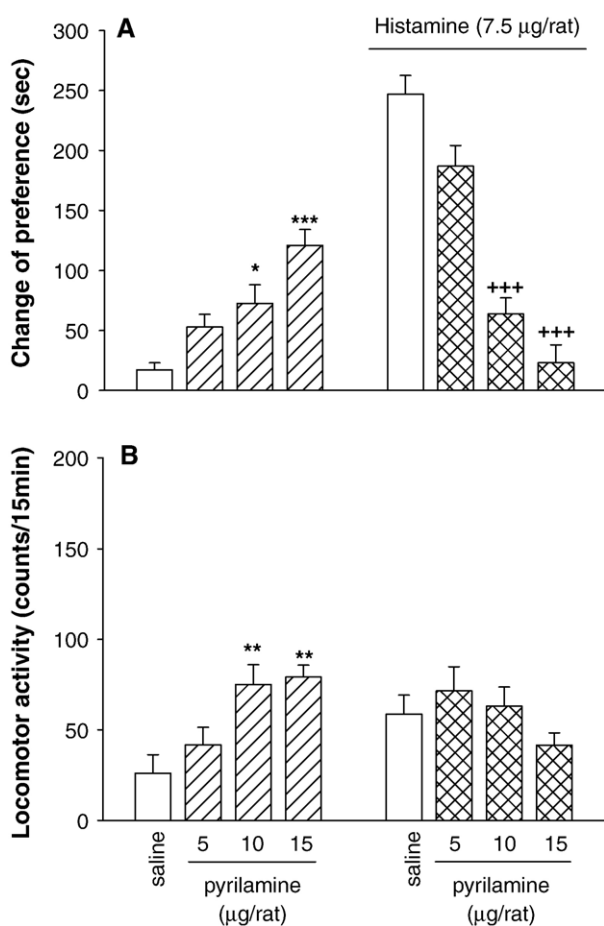 A
Histamine (7.5 μg/rat)
Change of preference (sec)
300
250
200
150
100
50
0
*
***
+++
+++
B
Locomotor activity (counts/15min)
200
150
100
50
0
**
**
saline
5 10 15
pyrilamine
(μg/rat)
saline
5 10 15
pyrilamine
(μg/rat)